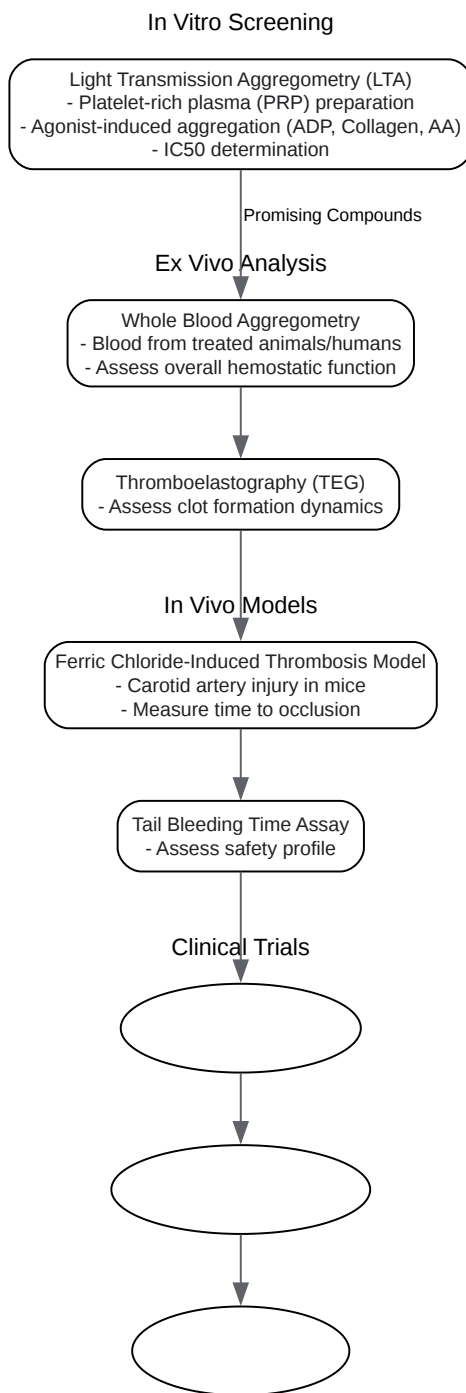 In Vitro Screening
Light Transmission Aggregometry (LTA)
- Platelet-rich plasma (PRP) preparation
- Agonist-induced aggregation (ADP, Collagen, AA)
- IC50 determination
Promising Compounds
Ex Vivo Analysis
Whole Blood Aggregometry
- Blood from treated animals/humans
- Assess overall hemostatic function
Thromboelastography (TEG)
- Assess clot formation dynamics
In Vivo Models
Ferric Chloride-Induced Thrombosis Model
- Carotid artery injury in mice
- Measure time to occlusion
Tail Bleeding Time Assay
- Assess safety profile
Clinical Trials